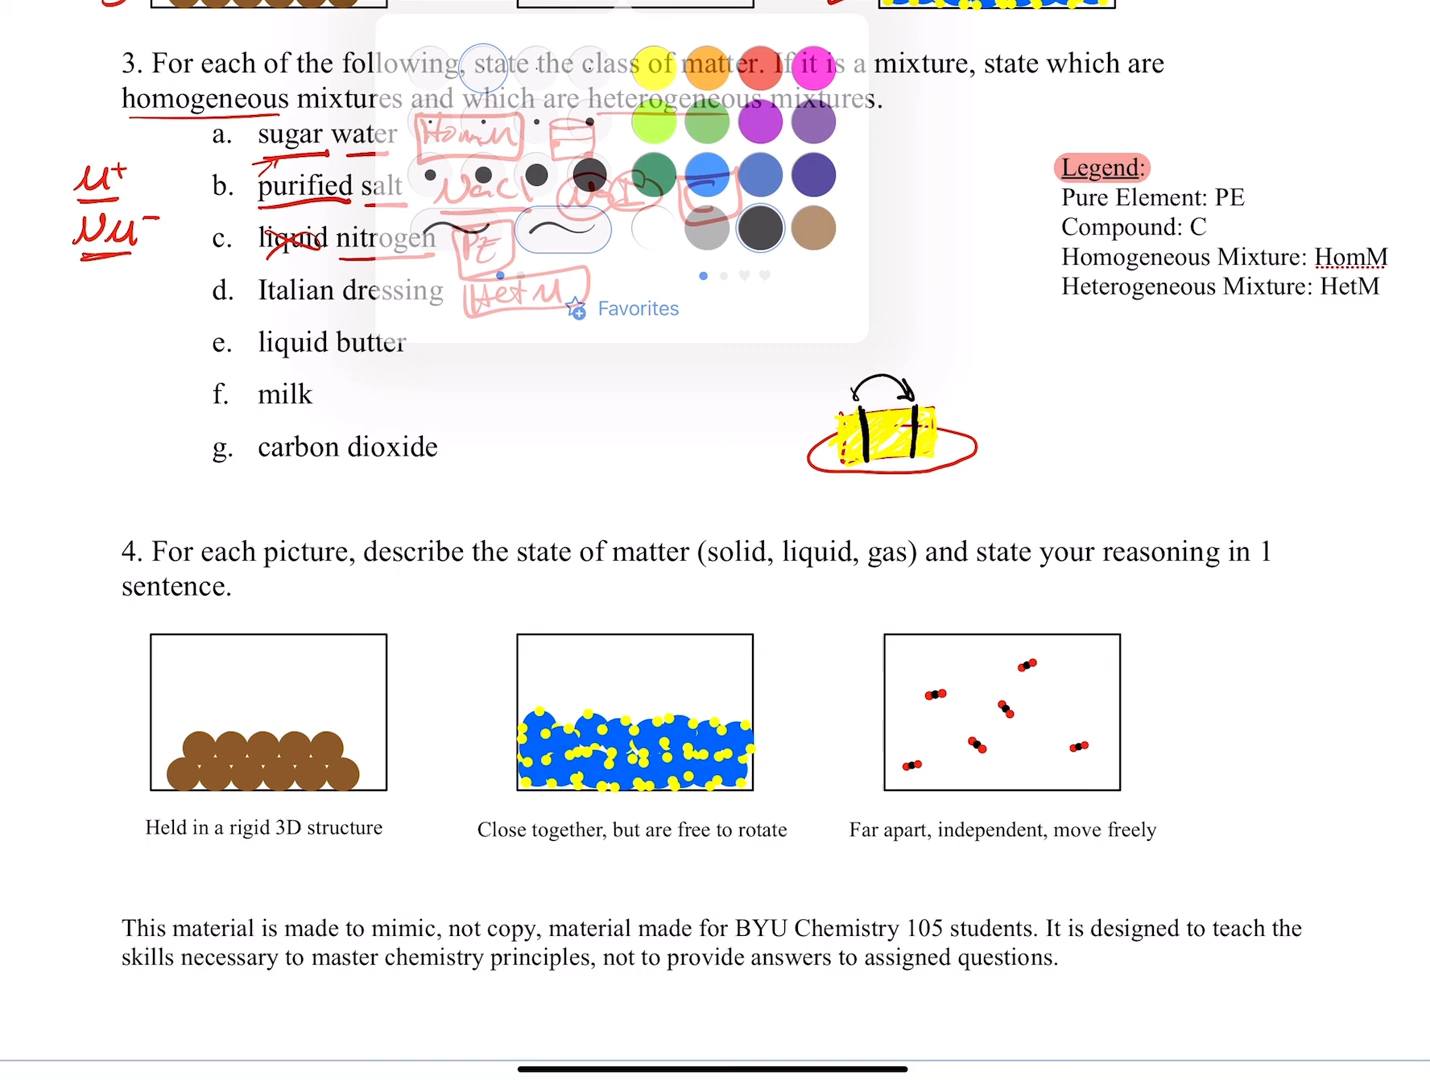 3. For each of the following, state the class of matter. If it is a mixture, state which are
homogeneous mixtures and which are heterogeneous mixtures.
a. sugar water HomM
M+
b. purified salt NaCl
C
NM-
c. liquid nitrogen PE
d. Italian dressing HetM
Favorites
e. liquid butter
f. milk
g. carbon dioxide
Legend:
Pure Element: PE
Compound: C
Homogeneous Mixture: HomM
Heterogeneous Mixture: HetM
4. For each picture, describe the state of matter (solid, liquid, gas) and state your reasoning in 1
sentence.
Held in a rigid 3D structure
Close together, but are free to rotate
Far apart, independent, move freely
This material is made to mimic, not copy, material made for BYU Chemistry 105 students. It is designed to teach the
skills necessary to master chemistry principles, not to provide answers to assigned questions.